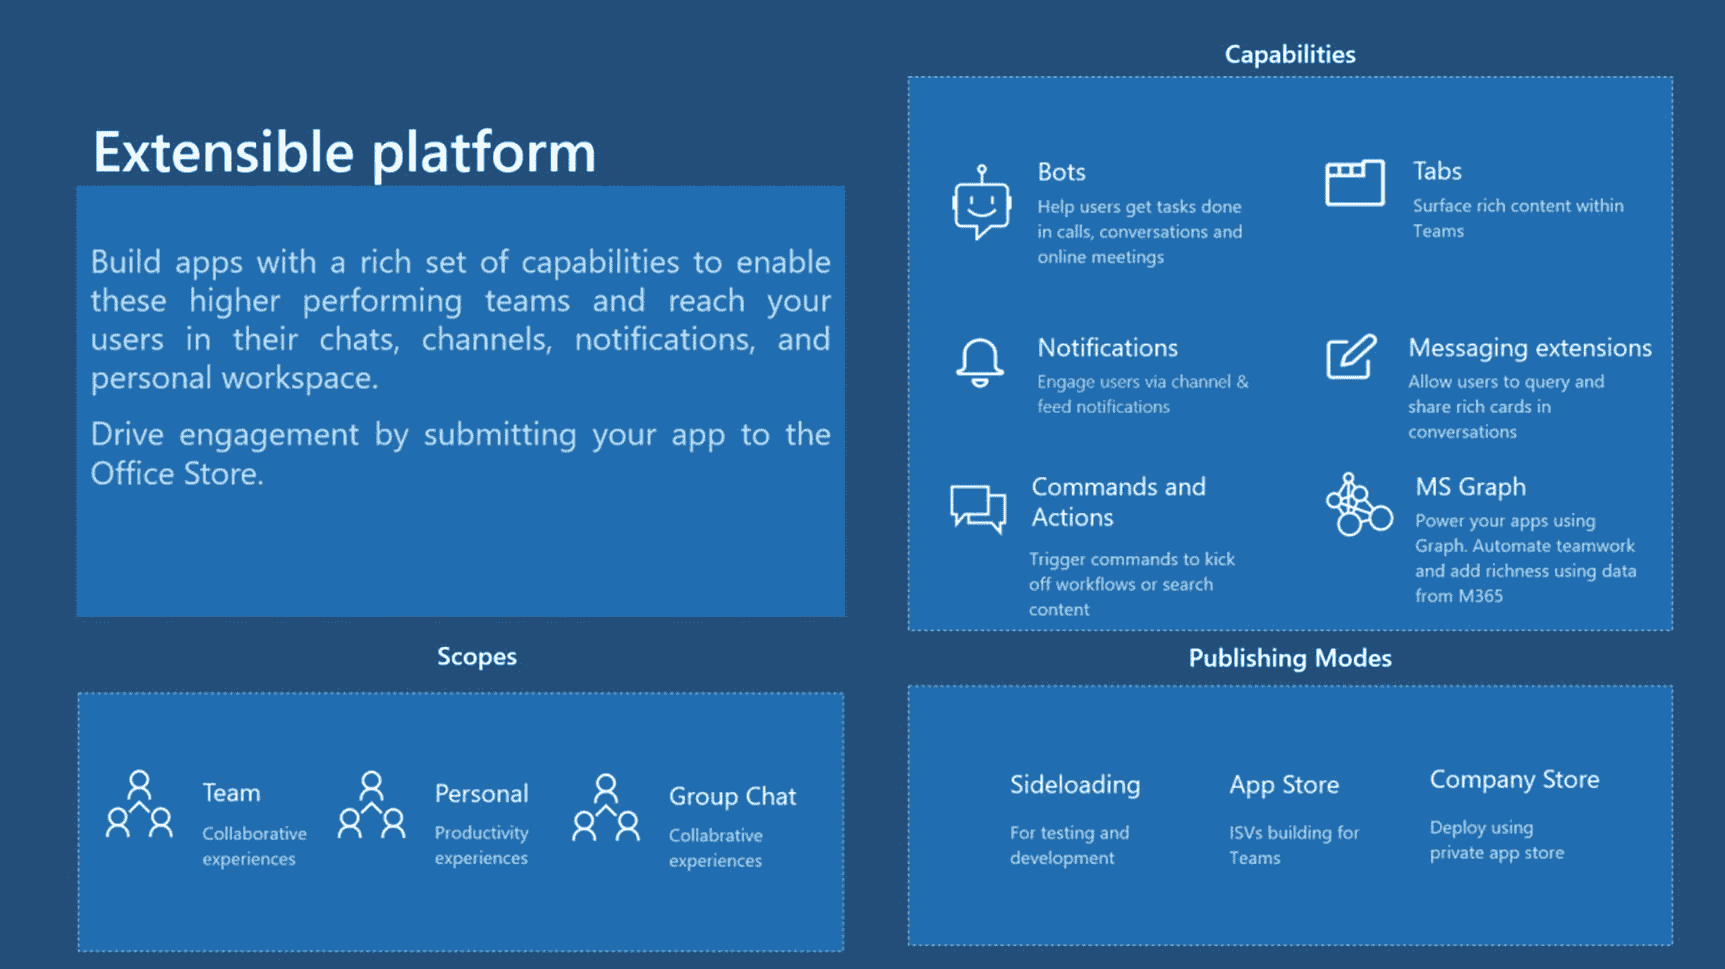 Extensible platform
Build apps with a rich set of capabilities to enable
these higher performing teams and reach your
users in their chats, channels, notifications, and
personal workspace.
Drive engagement by submitting your app to the
Office Store.
Capabilities
Bots
Help users get tasks done
in calls, conversations and
online meetings
Tabs
Surface rich content within
Teams
Notifications
Engage users via channel &
feed notifications
Messaging extensions
Allow users to query and
share rich cards in
conversations
Commands and
Actions
Trigger commands to kick
off workflows or search
content
MS Graph
Power your apps using
Graph. Automate teamwork
and add richness using data
from M365
Scopes
Team
Collaborative
experiences
Personal
Productivity
experiences
Group Chat
Collabrative
experiences
Publishing Modes
Sideloading
For testing and
development
App Store
ISVs building for
Teams
Company Store
Deploy using
private app store